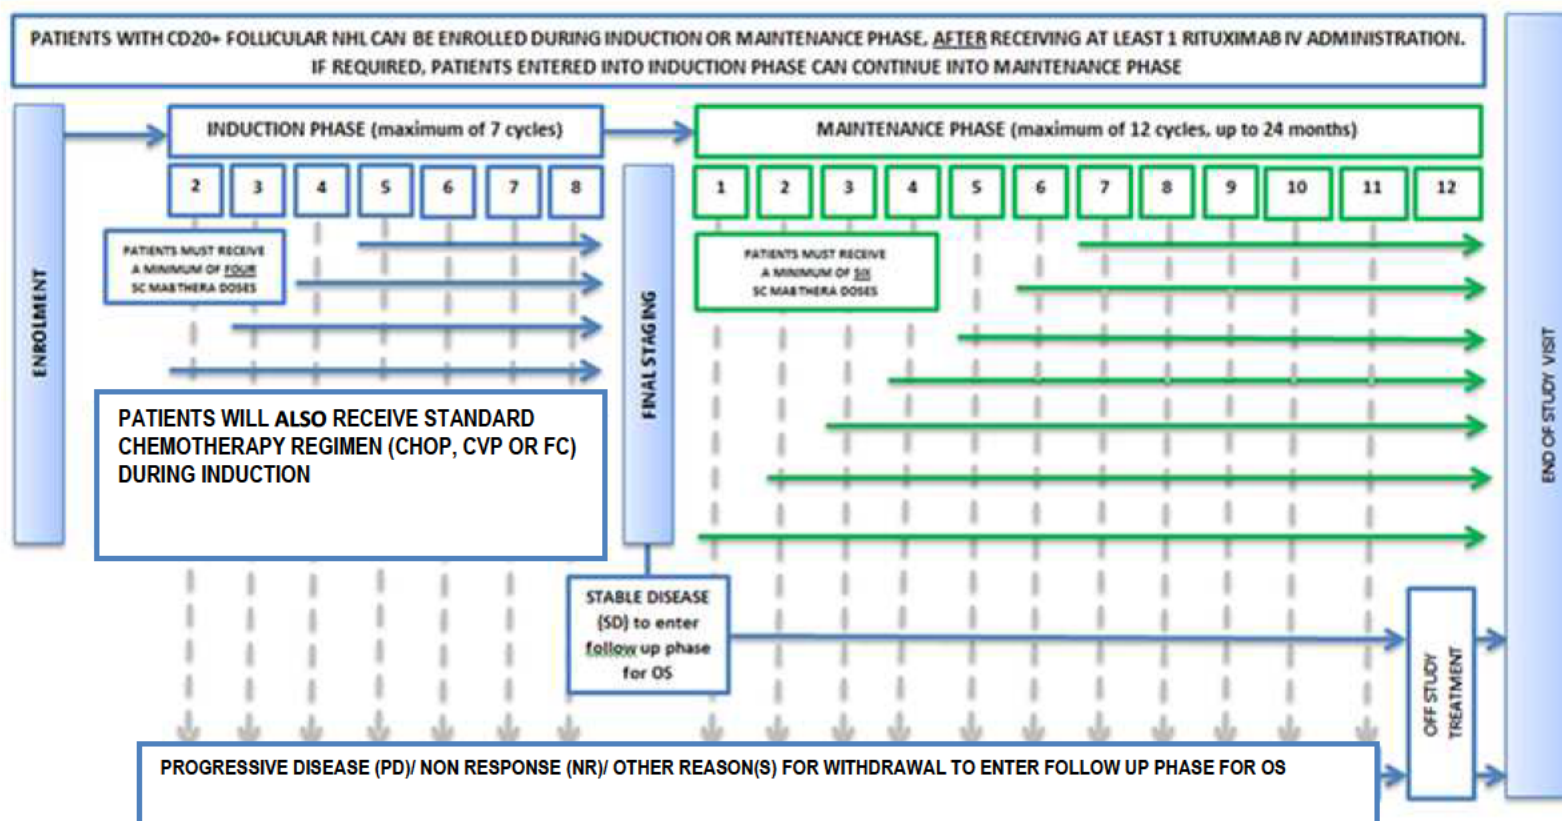 PATIENTS WITH CD20+ FOLLICULAR NHL CAN BE ENROLLED DURING INDUCTION OR MAINTENANCE PHASE, AFTER RECEIVING AT LEAST 1 RITUXIMAB IV ADMINISTRATION.
IF REQUIRED, PATIENTS ENTERED INTO INDUCTION PHASE CAN CONTINUE INTO MAINTENANCE PHASE
ENROLMENT
INDUCTION PHASE (maximum of 7 cycles)
2 3 4 5 6 7 8
PATIENTS MUST RECEIVE
A MINIMUM OF FOUR
SC MABTHERA DOSES
PATIENTS WILL ALSO RECEIVE STANDARD
CHEMOTHERAPY REGIMEN (CHOP, CVP OR FC)
DURING INDUCTION
FINAL STAGING
MAINTENANCE PHASE (maximum of 12 cycles, up to 24 months)
1 2 3 4 5 6 7 8 9 10 11 12
PATIENTS MUST RECEIVE
A MINIMUM OF SIX
SC MABTHERA DOSES
STABLE DISEASE
(SD) to enter
follow up phase
for OS
OFF STUDY
TREATMENT
END OF STUDY VISIT
PROGRESSIVE DISEASE (PD)/ NON RESPONSE (NR)/ OTHER REASON(S) FOR WITHDRAWAL TO ENTER FOLLOW UP PHASE FOR OS